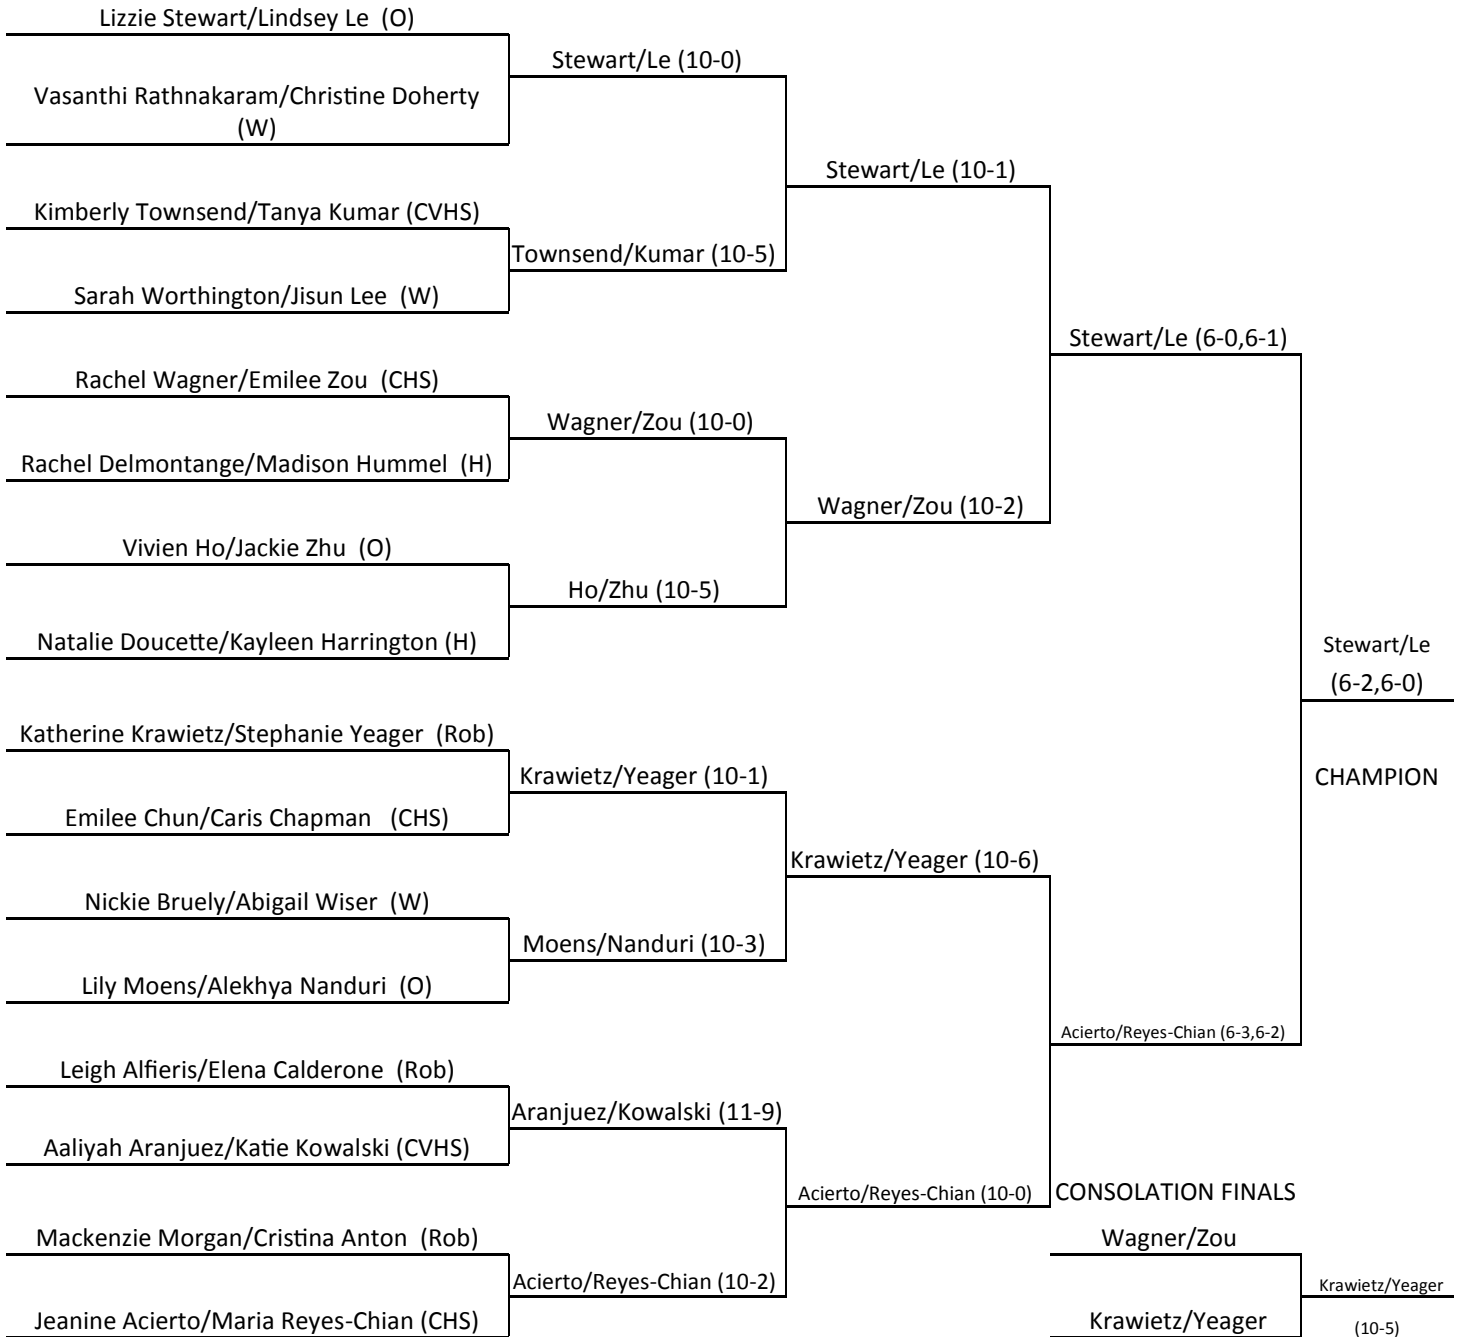 Lizzie Stewart/Lindsey Le (O)
Stewart/Le (10-0)
Vasanthi Rathnakaram/Christine Doherty
(W)
Stewart/Le (10-1)
Kimberly Townsend/Tanya Kumar (CVHS)
Townsend/Kumar (10-5)
Sarah Worthington/Jisun Lee (W)
Stewart/Le (6-0,6-1)
Rachel Wagner/Emilee Zou (CHS)
Wagner/Zou (10-0)
Rachel Delmontange/Madison Hummel (H)
Wagner/Zou (10-2)
Vivien Ho/Jackie Zhu (O)
Ho/Zhu (10-5)
Natalie Doucette/Kayleen Harrington (H)
Stewart/Le
(6-2,6-0)
Katherine Krawietz/Stephanie Yeager (Rob)
Krawietz/Yeager (10-1)
CHAMPION
Emilee Chun/Caris Chapman (CHS)
Krawietz/Yeager (10-6)
Nickie Bruely/Abigail Wiser (W)
Moens/Nanduri (10-3)
Lily Moens/Alekhya Nanduri (O)
Acierto/Reyes-Chian (6-3,6-2)
Leigh Alfieris/Elena Calderone (Rob)
Aranjuez/Kowalski (11-9)
Aaliyah Aranjuez/Katie Kowalski (CVHS)
Acierto/Reyes-Chian (10-0)
CONSOLATION FINALS
Mackenzie Morgan/Cristina Anton (Rob)
Wagner/Zou
Acierto/Reyes-Chian (10-2)
Krawietz/Yeager
Jeanine Acierto/Maria Reyes-Chian (CHS)
Krawietz/Yeager
(10-5)